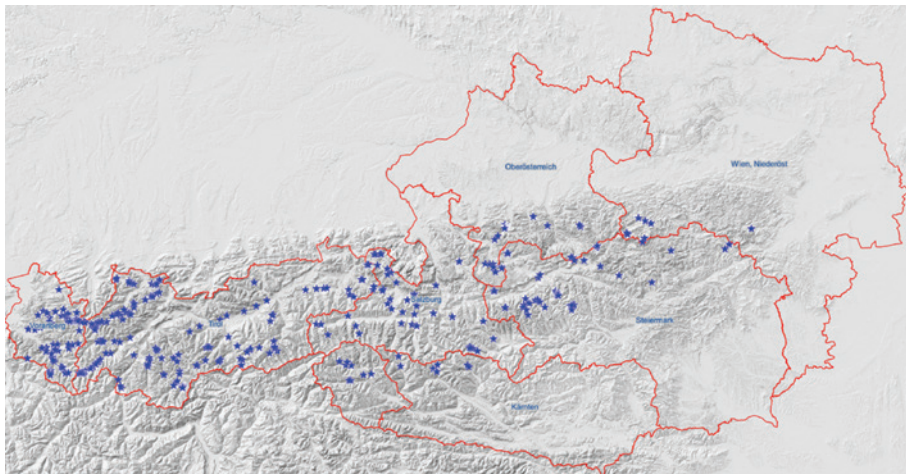 Oberösterreich
Wien, Niederöst
Salzburg
Tirol
Steiermark
Kärnten